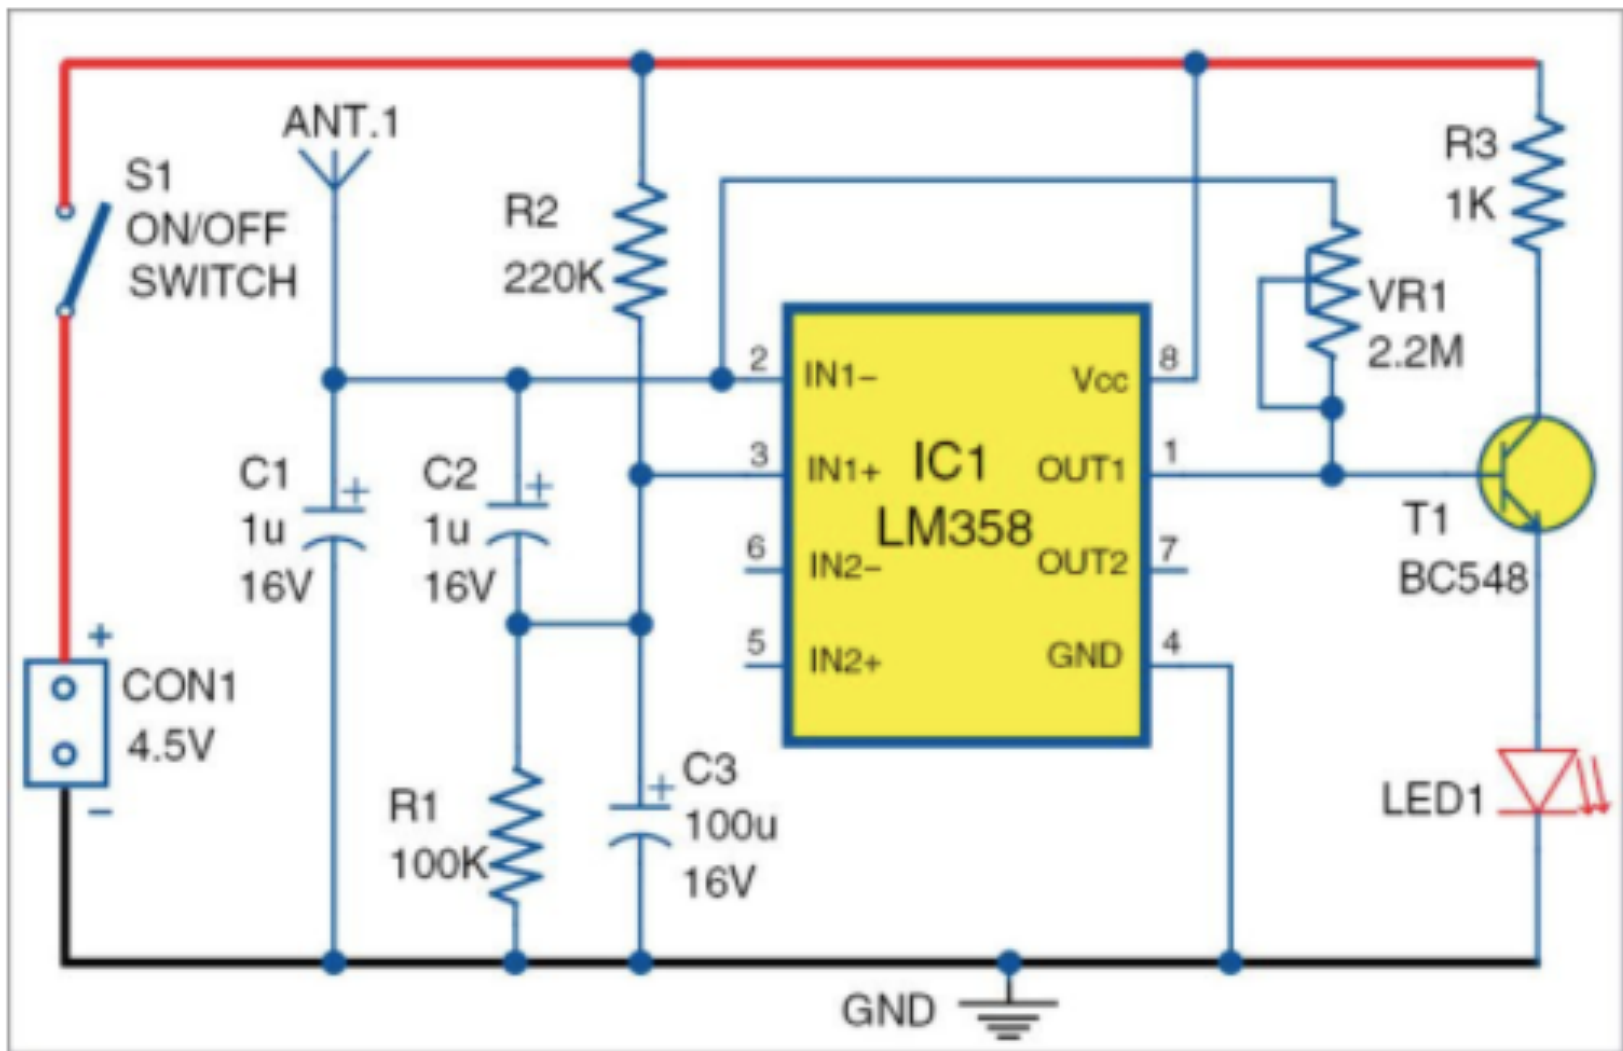 ANT.1
S1
ON/OFF
SWITCH
R2
220K
R3
1K
VR1
2.2M
2
IN1−
8
Vcc
3
IN1+
IC1
LM358
1
OUT1
6
IN2−
OUT2
7
5
IN2+
GND
4
C1
+
1u
16V
C2
+
1u
16V
T1
BC548
+
CON1
4.5V
−
R1
100K
+
C3
100u
16V
LED1
GND